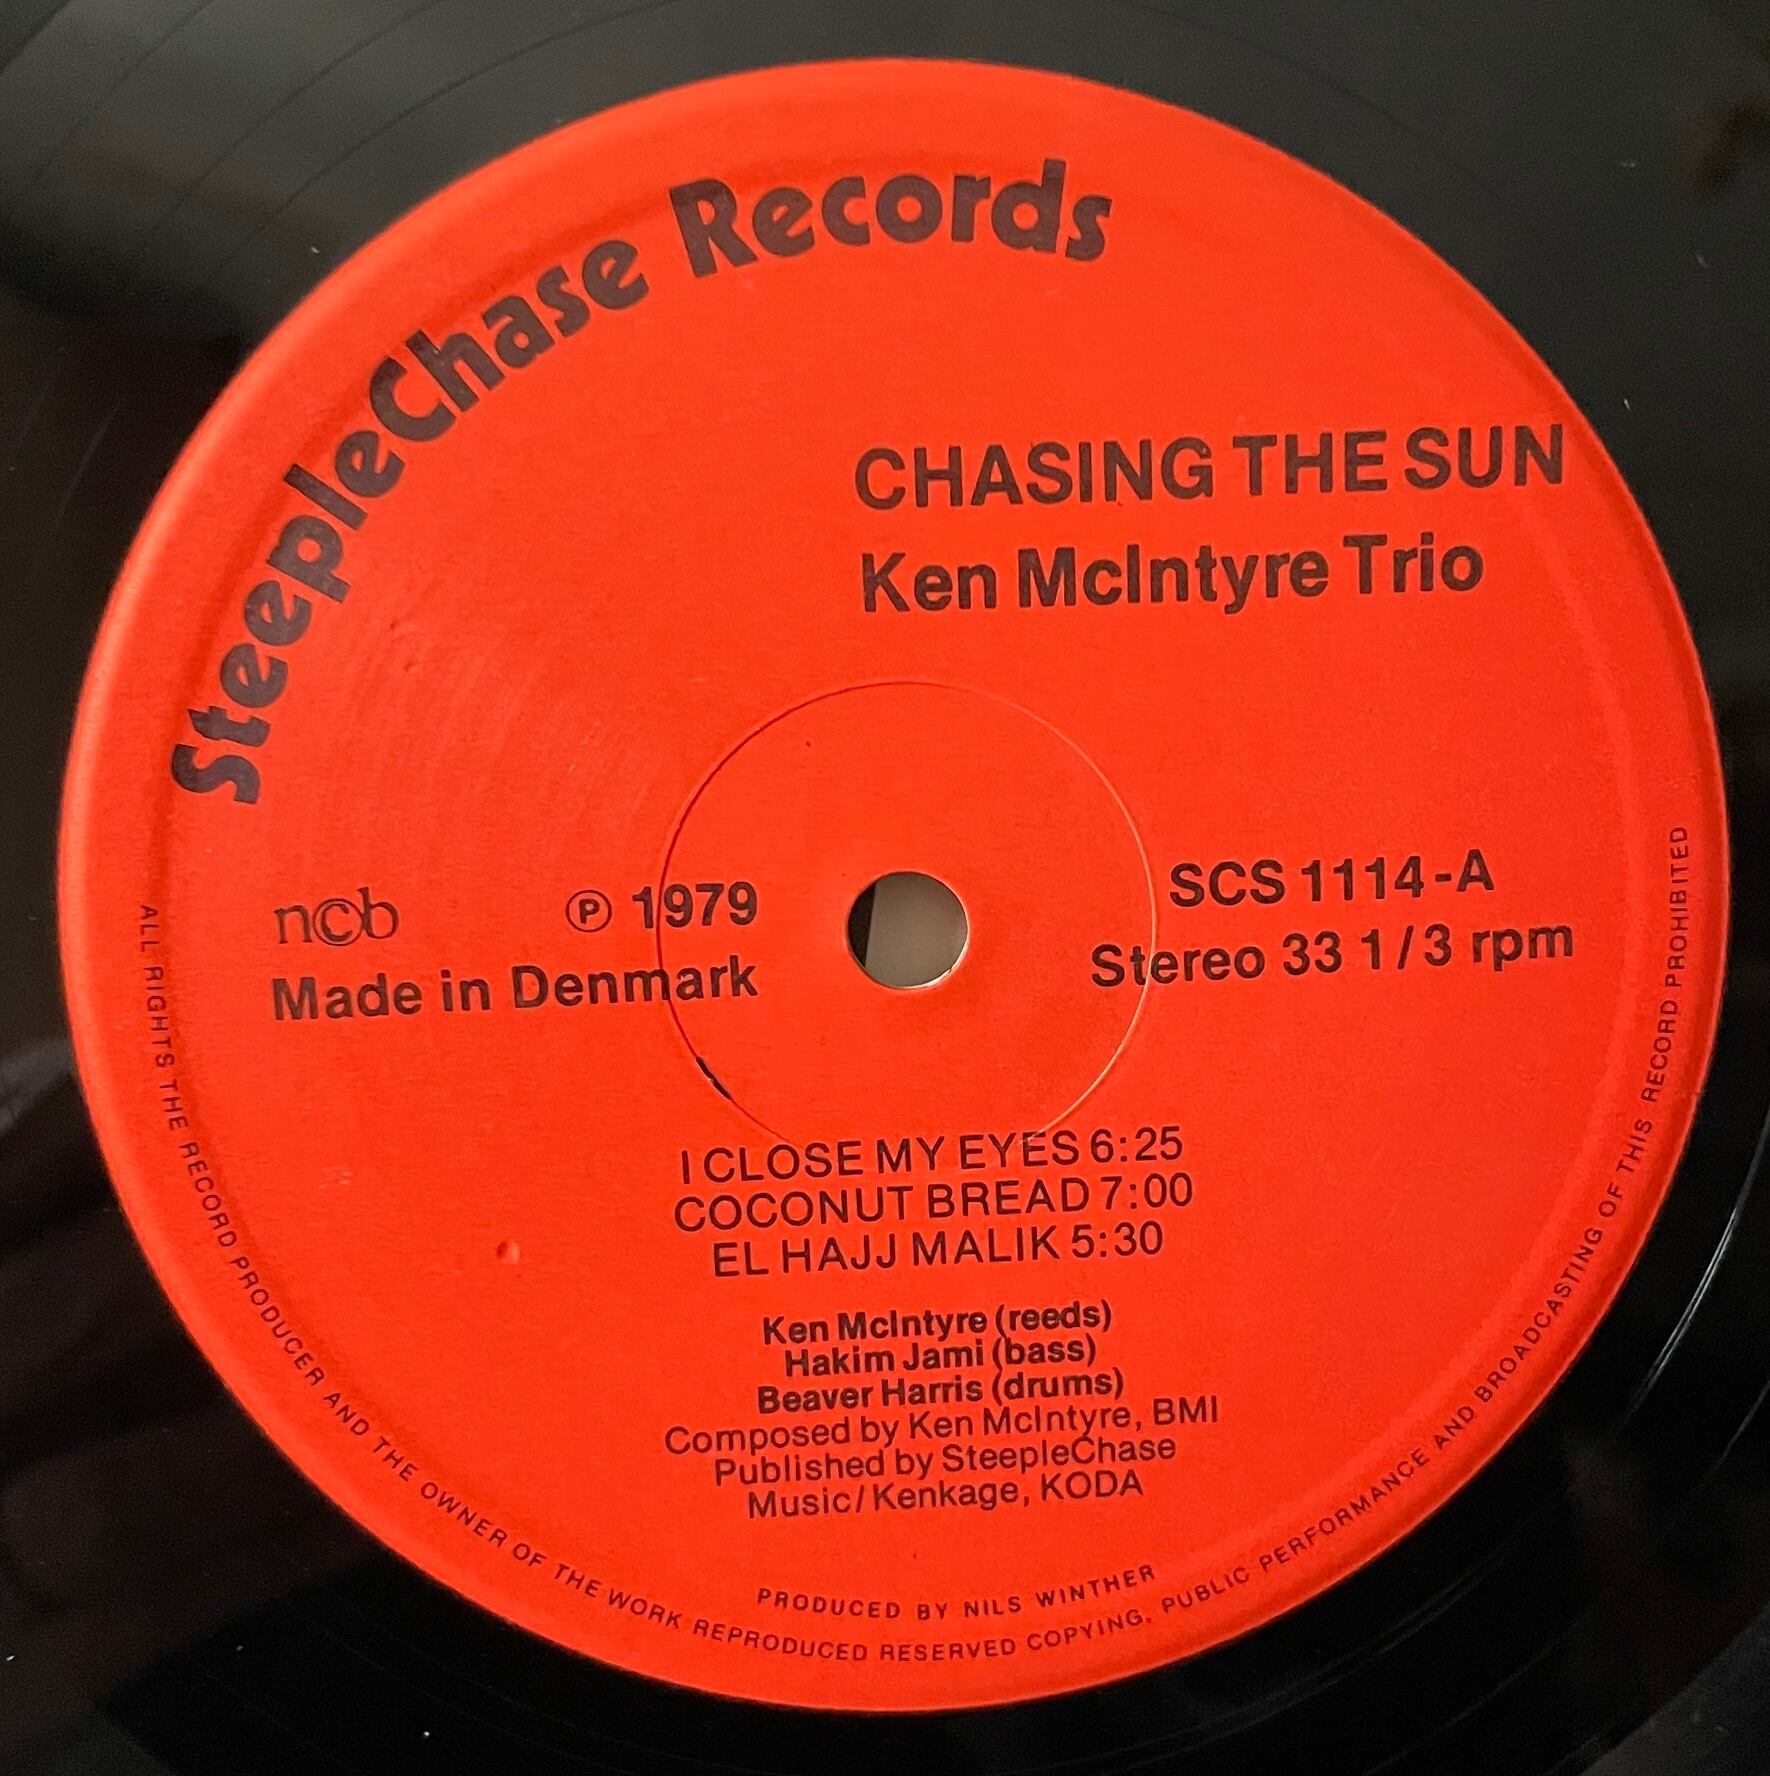 SteepleChase Records
CHASING THE SUN
Ken McIntyre Trio
n©b ℗ 1979
Made in Denmark
SCS 1114-A
Stereo 33 1/3 rpm
I CLOSE MY EYES 6:25
COCONUT BREAD 7:00
EL HAJJ MALIK 5:30
Ken McIntyre (reeds)
Hakim Jami (bass)
Beaver Harris (drums)
Composed by Ken McIntyre, BMI
Published by SteepleChase
Music/Kenkage, KODA
PRODUCED BY NILS WINTHER
ALL RIGHTS THE RECORD PRODUCER AND THE OWNER OF THE WORK REPRODUCED RESERVED COPYING, PUBLIC PERFORMANCE AND BROADCASTING OF THIS RECORD PROHIBITED